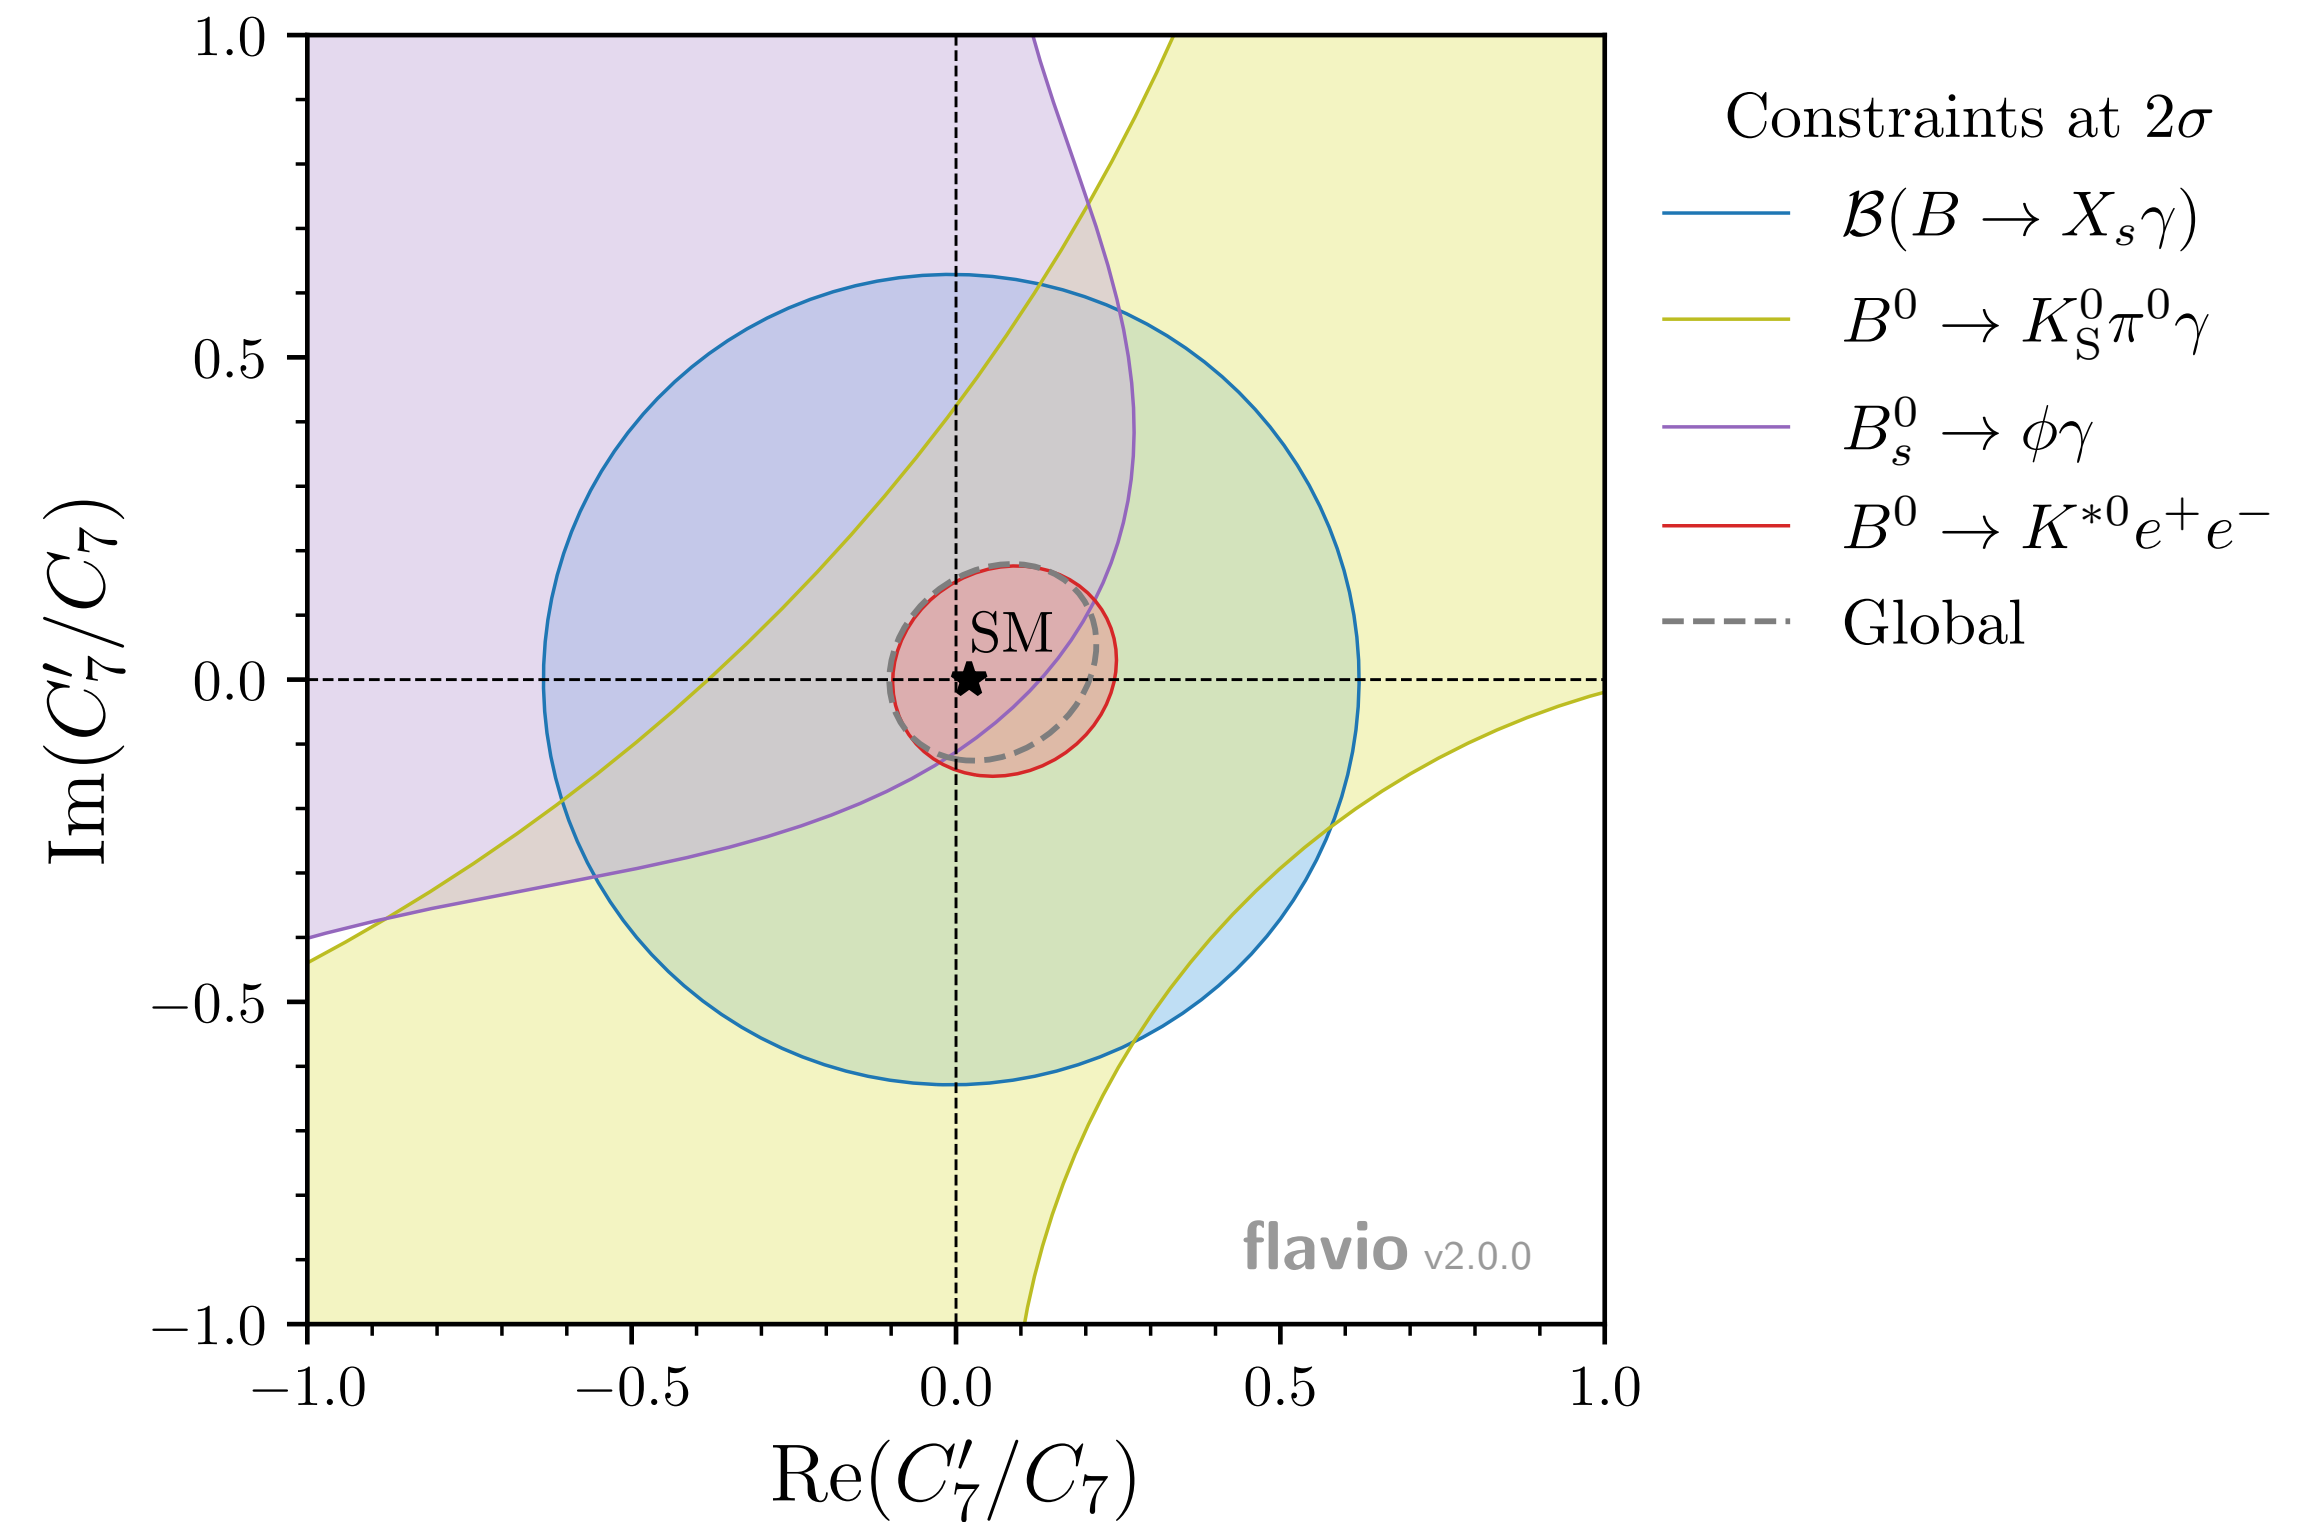 1.0
0.5
0.0
−0.5
−1.0
−1.0 −0.5 0.0 0.5 1.0
Im(C′₇/C₇)
Re(C′₇/C₇)
SM
flavio v2.0.0
Constraints at 2σ
ℬ(B → Xₛγ)
B⁰ → K⁰_S π⁰γ
B⁰ₛ → ϕγ
B⁰ → K*⁰e⁺e⁻
Global